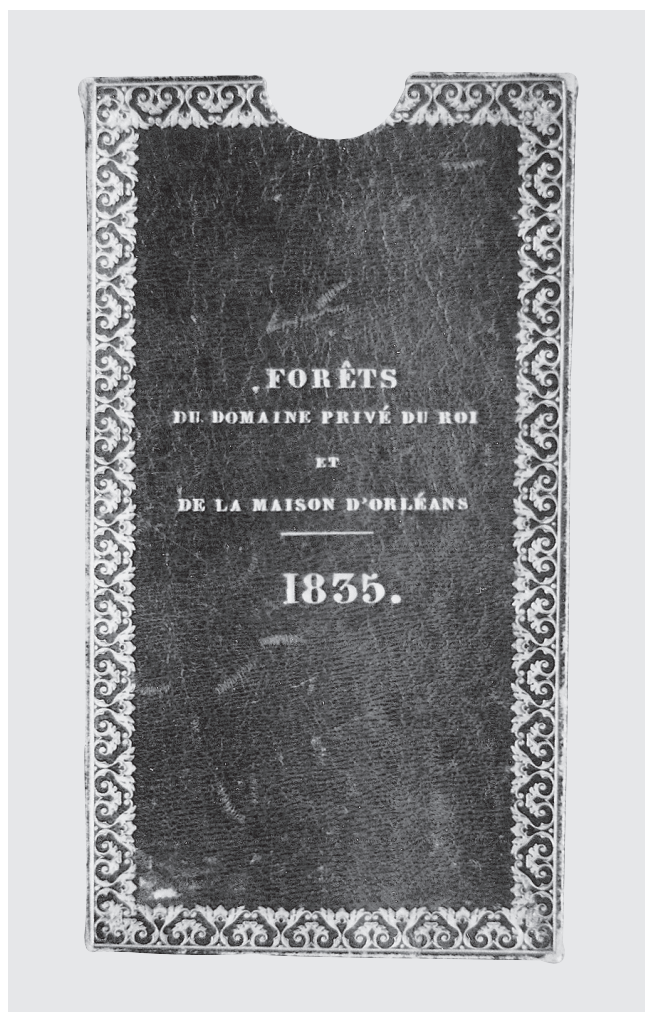 FORÊTS
DU DOMAINE PRIVÉ DU ROI
ET
DE LA MAISON D'ORLÉANS
1835.